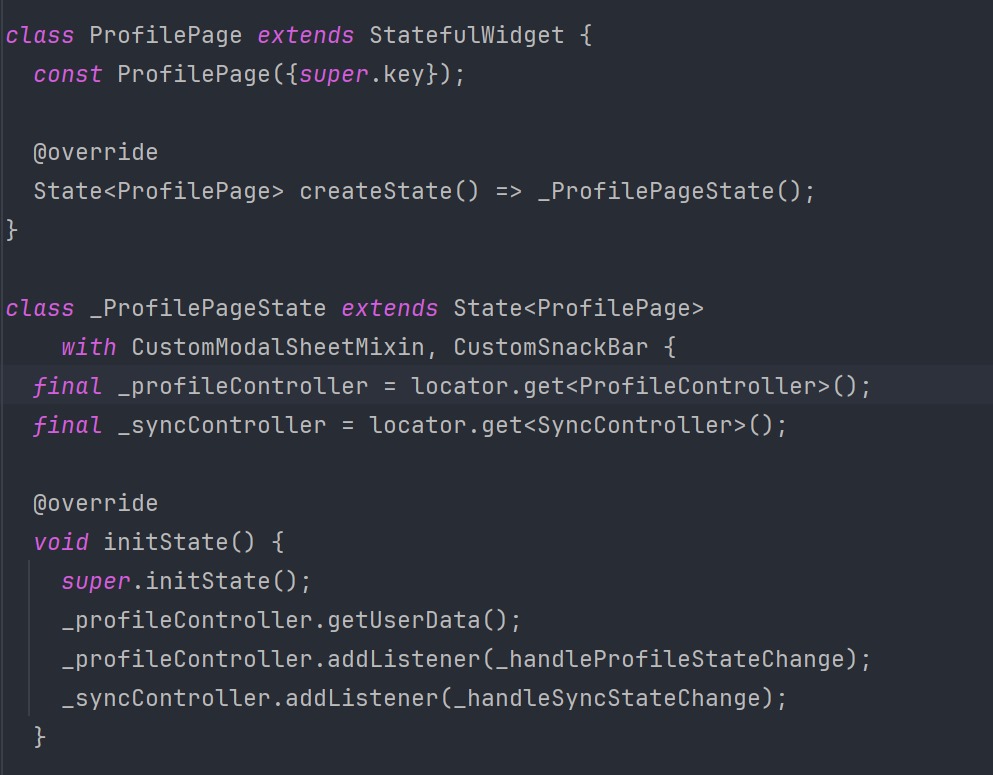 class ProfilePage extends StatefulWidget {
  const ProfilePage({super.key});

  @override
  State<ProfilePage> createState() => _ProfilePageState();
}

class _ProfilePageState extends State<ProfilePage>
    with CustomModalSheetMixin, CustomSnackBar {
  final _profileController = locator.get<ProfileController>();
  final _syncController = locator.get<SyncController>();

  @override
  void initState() {
    super.initState();
    _profileController.getUserData();
    _profileController.addListener(_handleProfileStateChange);
    _syncController.addListener(_handleSyncStateChange);
  }